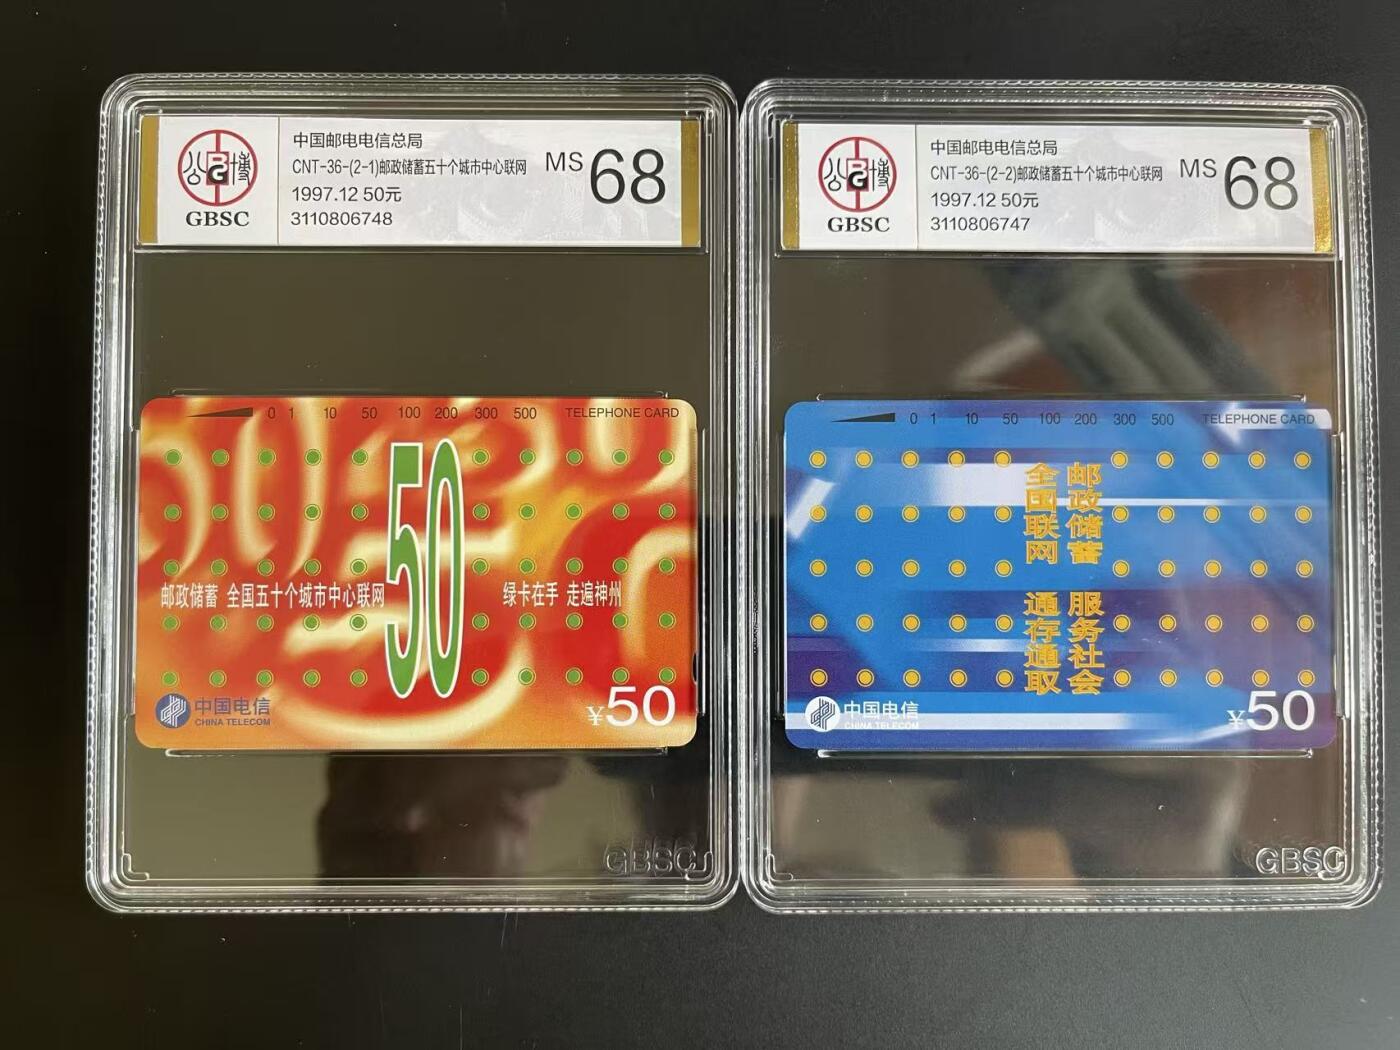 公博
BG
GBSC
中国邮电电信总局
CNT-36-(2-1)邮政储蓄五十个城市中心联网
1997.12 50元
3110806748
MS 68
0 1 10 50 100 200 300 500 TELEPHONE CARD
50
邮政储蓄 全国五十个城市中心联网
绿卡在手 走遍神州
中国电信
CHINA TELECOM
¥50
GBSC
公博
BG
GBSC
中国邮电电信总局
CNT-36-(2-2)邮政储蓄五十个城市中心联网
1997.12 50元
3110806747
MS 68
0 1 10 50 100 200 300 500 TELEPHONE CARD
邮政储蓄
全国联网
服务社会
通存通取
中国电信
CHINA TELECOM
¥50
GBSC